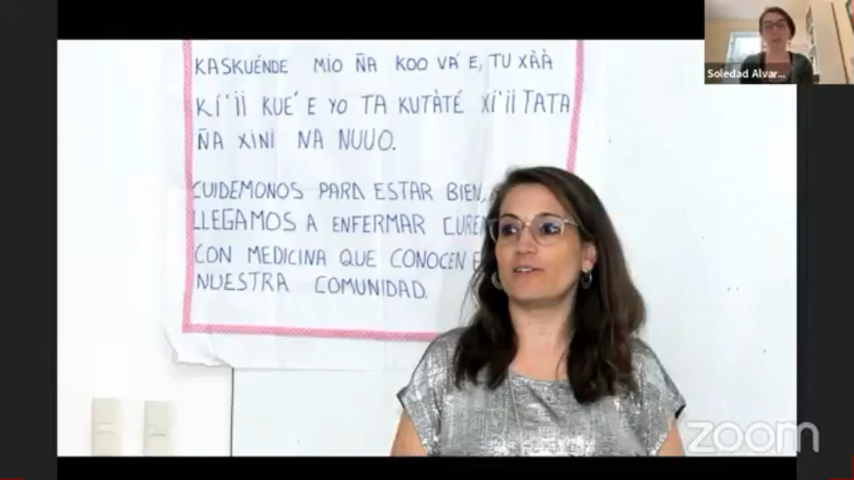 KASKUÉNDE MIO ÑA KOO VA´E, TU XÀÀ
KÍ'ÌÌ KUE´E YO TA KUTÀTÉ XÍ'ÌÌ TATA
ÑA XINI NA NUUO.
CUIDEMONOS PARA ESTAR BIEN,
LLEGAMOS A ENFERMAR
CON MEDICINA QUE CONOCEN
NUESTRA COMUNIDAD.
Soledad Alvar...
zoom